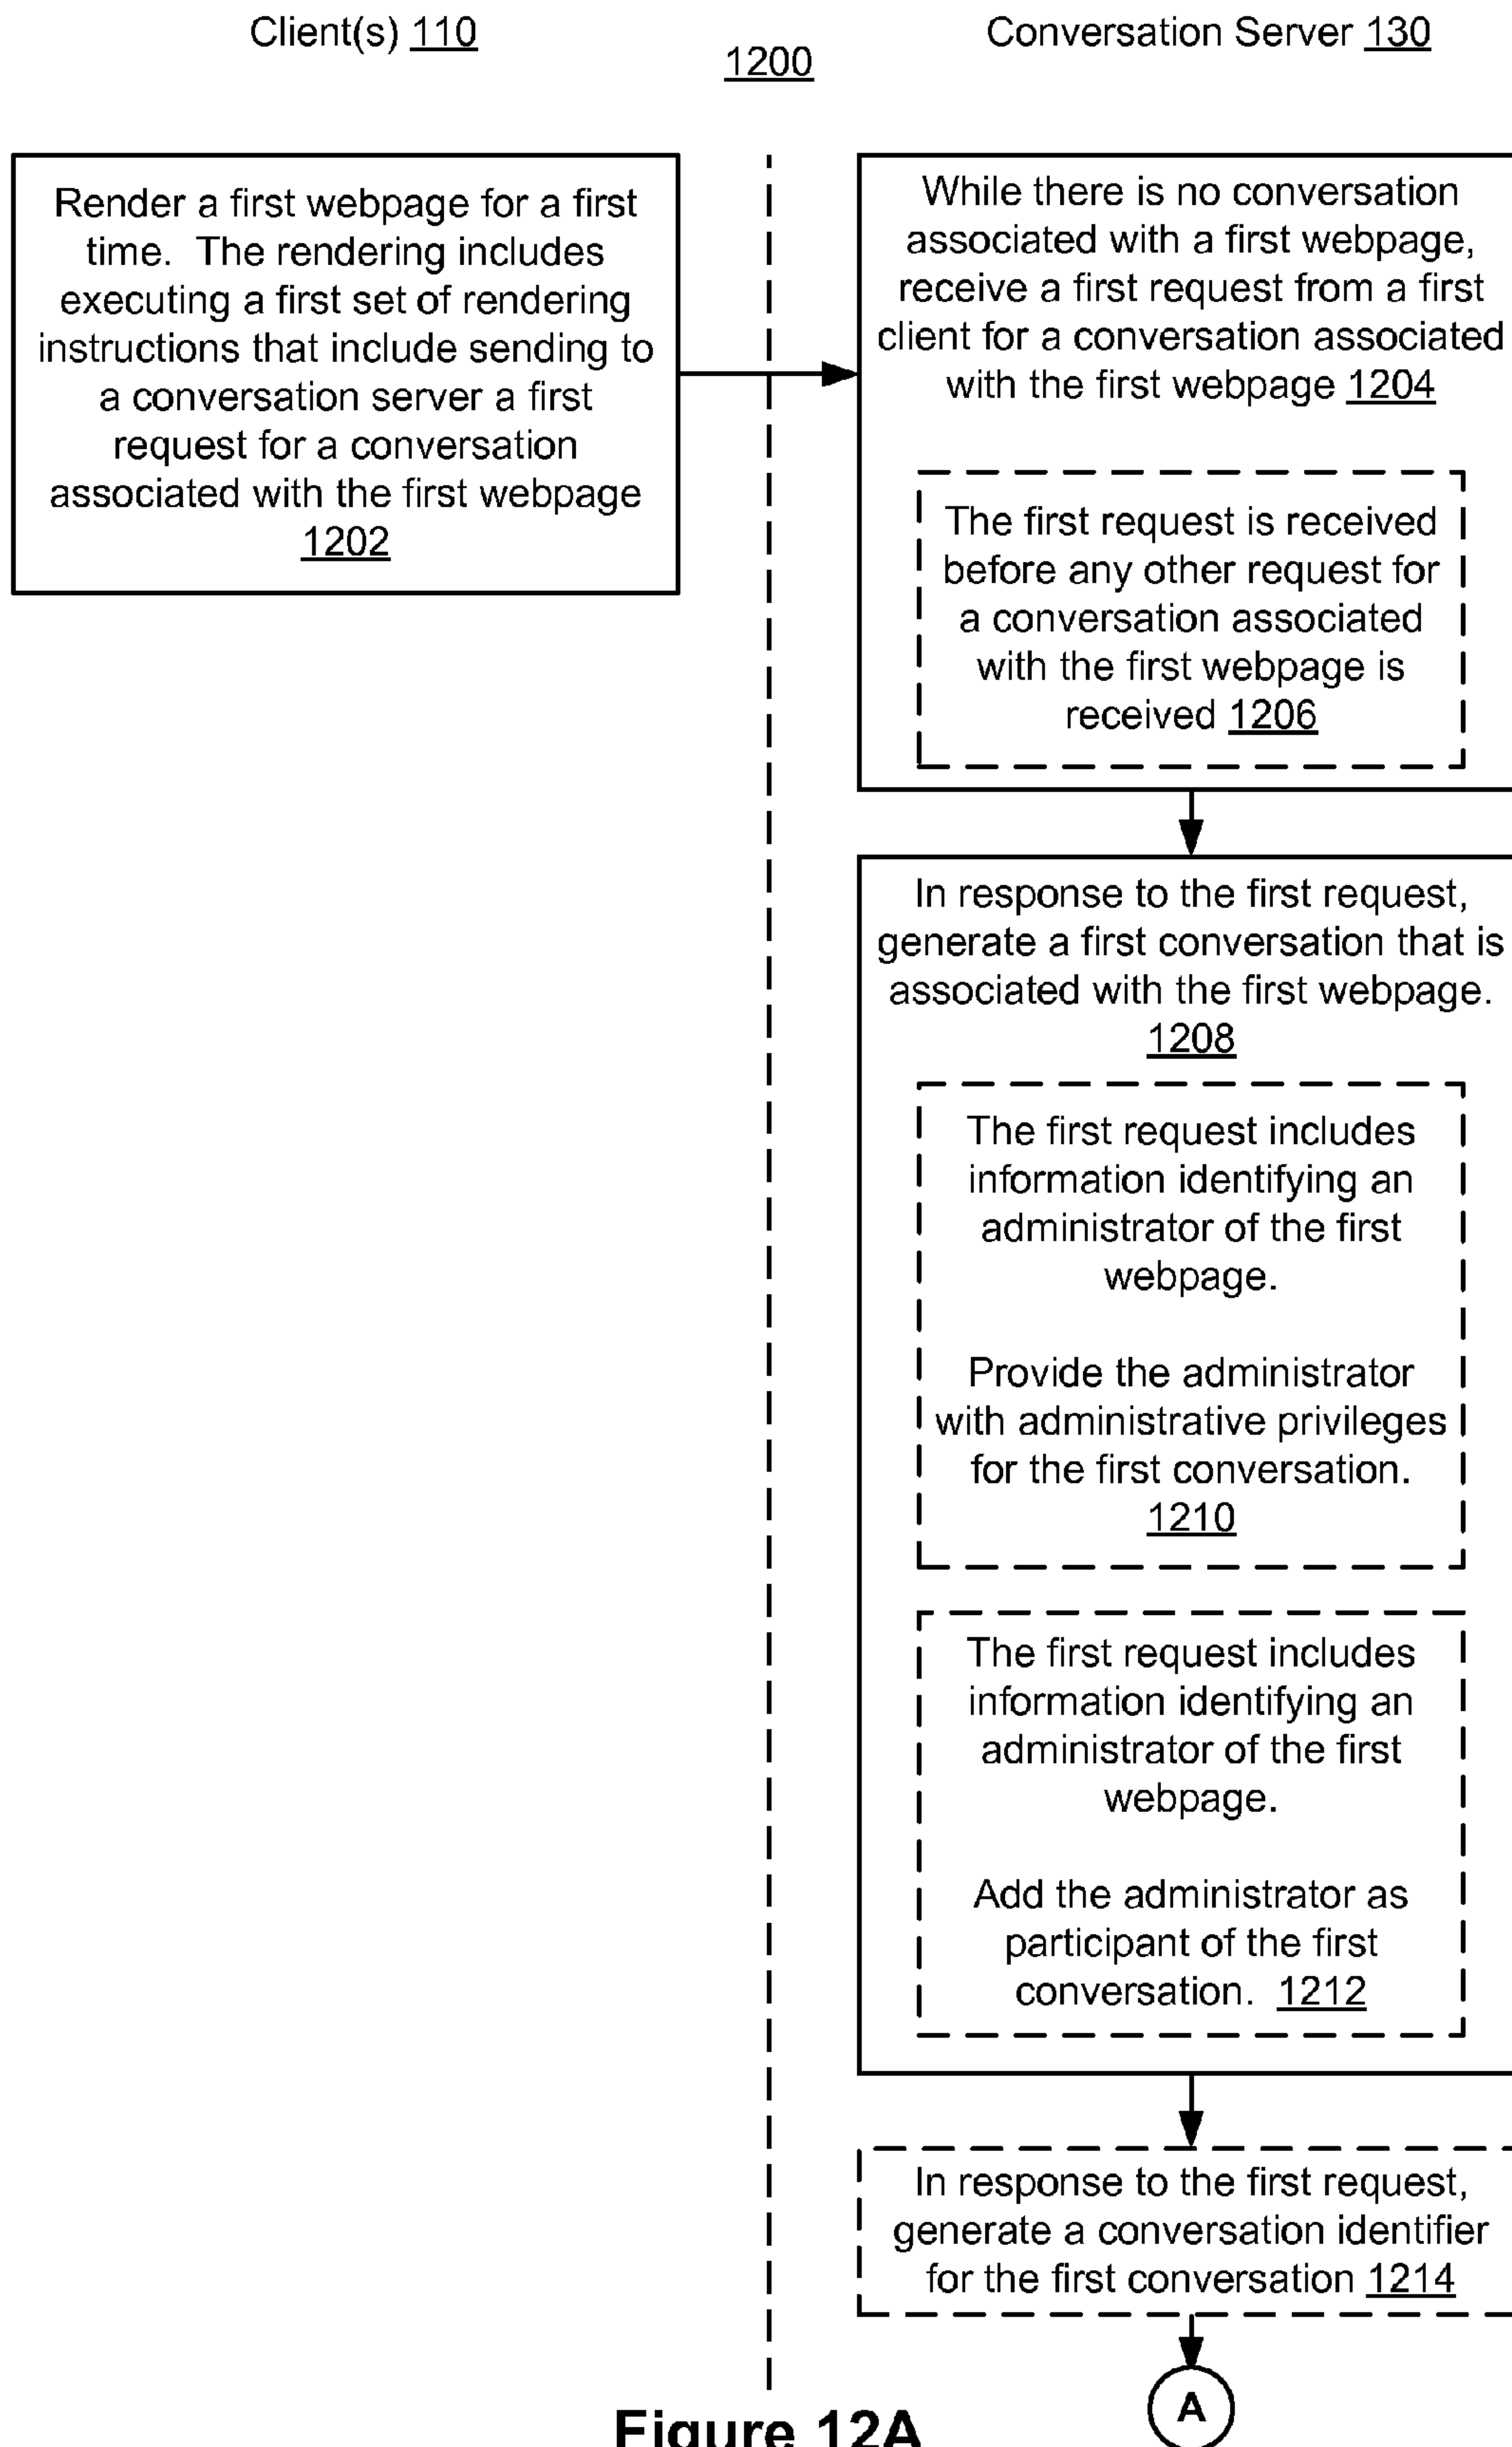 Client(s) 110
Conversation Server 130
1200
Render a first webpage for a first
time. The rendering includes
executing a first set of rendering
instructions that include sending to
a conversation server a first
request for a conversation
associated with the first webpage
1202
While there is no conversation
associated with a first webpage,
receive a first request from a first
client for a conversation associated
with the first webpage 1204
The first request is received
before any other request for
a conversation associated
with the first webpage is
received 1206
In response to the first request,
generate a first conversation that is
associated with the first webpage.
1208
The first request includes
information identifying an
administrator of the first
webpage.
Provide the administrator
with administrative privileges
for the first conversation.
1210
The first request includes
information identifying an
administrator of the first
webpage.
Add the administrator as
participant of the first
conversation. 1212
In response to the first request,
generate a conversation identifier
for the first conversation 1214
A
Figure 12A